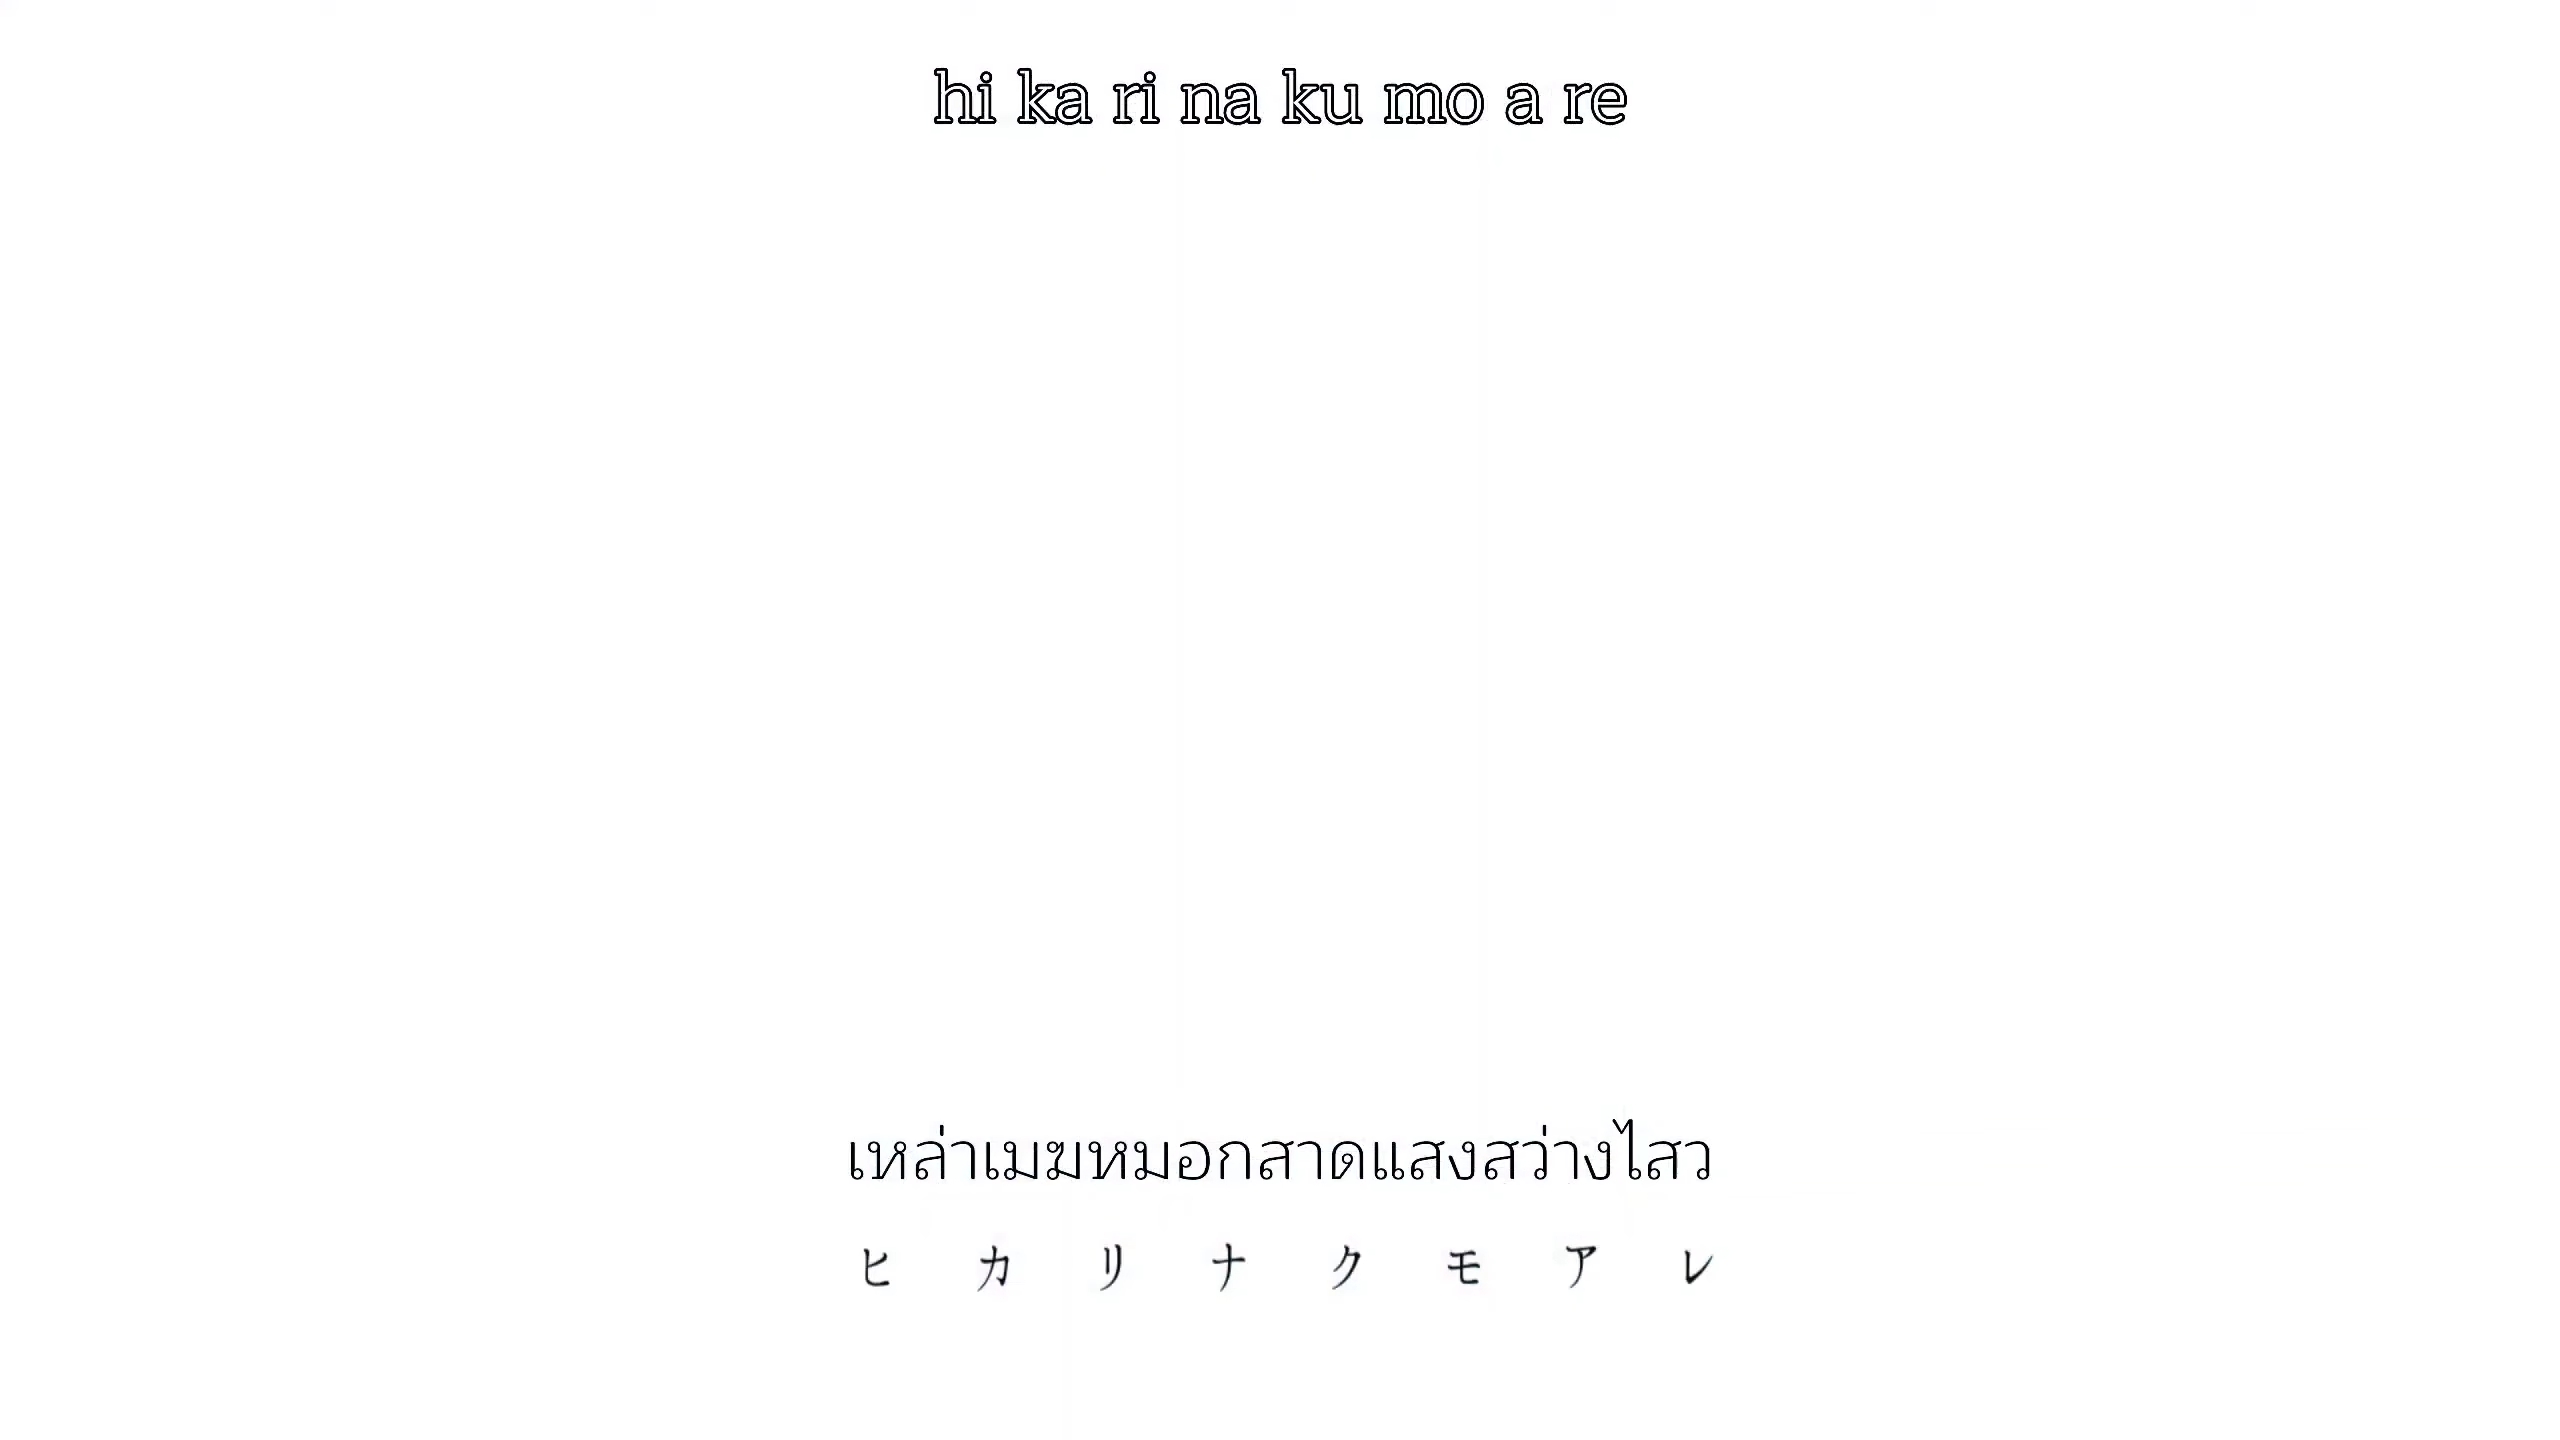 hi ka ri na ku mo a re
เหล่าเมฆหมอกสาดแสงสว่างไสว
ヒ カ リ ナ ク モ ア レ